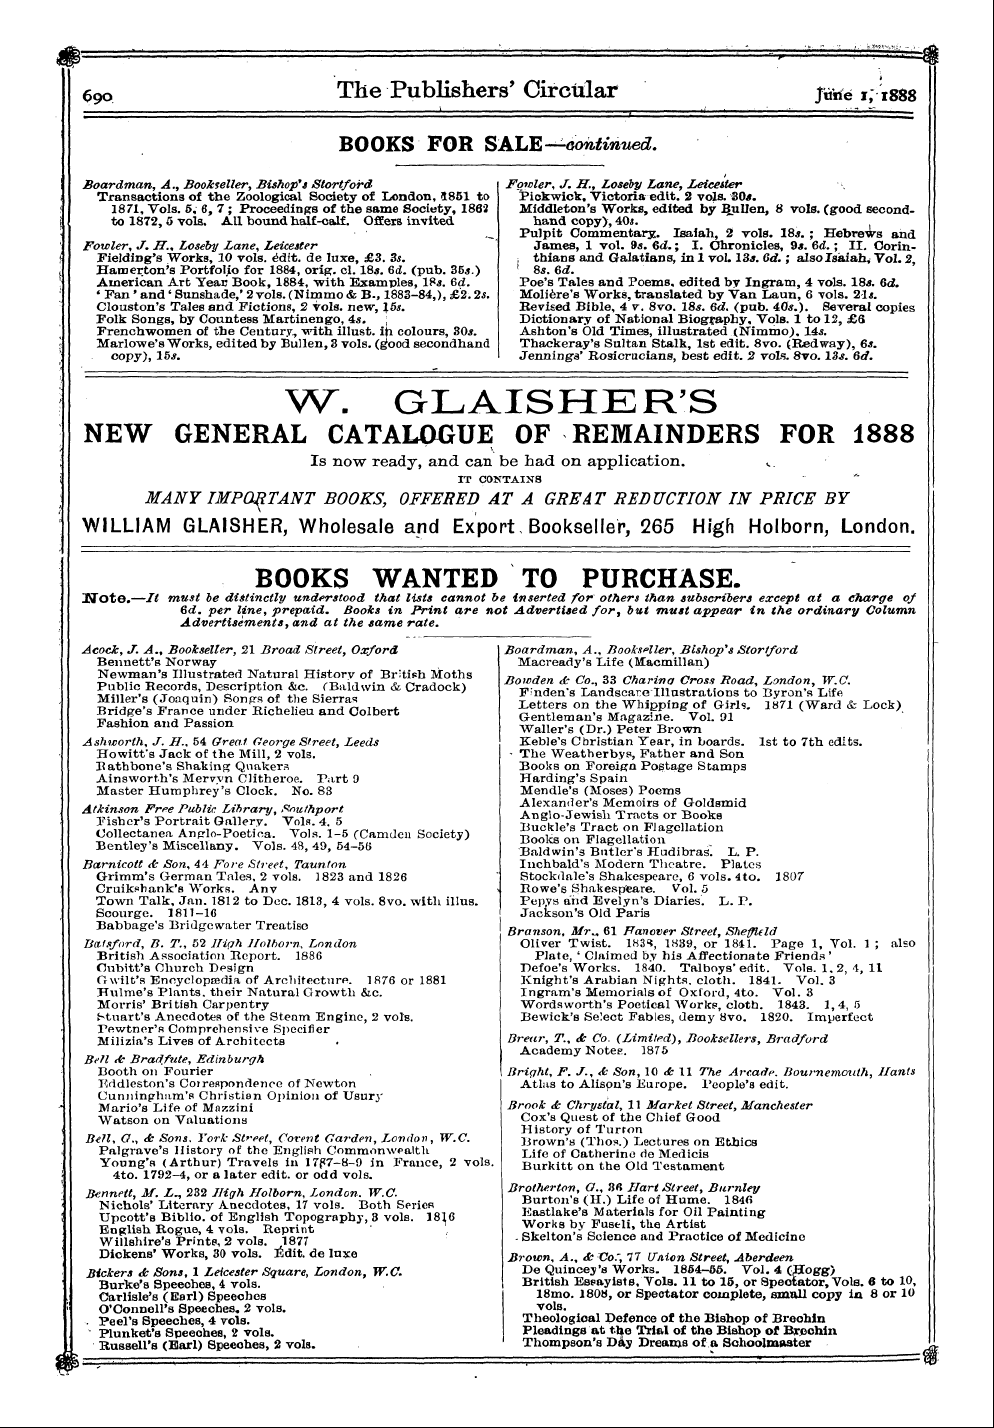 690
The Publishers' Circular
June 1, 1888
BOOKS FOR SALE—continued.
Boardman, A., Bookseller, Bishop's Stortford
Transactions of the Zoological Society of London, 1851 to
1871, Vols. 5, 6, 7; Proceedings of the same Society, 1862
to 1872, 5 vols. All bound half-calf. Offers invited
Fowler, J. H., Loseby Lane, Leicester
Fielding's Works, 10 vols. édit. de luxe, £3. 3s.
Hamerton's Portfolio for 1884, orig. cl. 18s. 6d. (pub. 35s.)
American Art Year Book, 1884, with Examples, 18s. 6d.
'Fan' and 'Sunshade,' 2 vols. (Nimmo & B., 1883-84,), £2. 2s.
Clouston's Tales and Fictions, 2 vols. new, 15s.
Folk Songs, by Countess Martinengo, 4s.
Frenchwomen of the Century, with illust. in colours, 30s.
Marlowe's Works, edited by Bullen, 3 vols. (good secondhand
copy), 15s.
Fowler, J. H., Loseby Lane, Leicester
Pickwick, Victoria edit. 2 vols. 30s.
Middleton's Works, edited by Bullen, 8 vols. (good second-
hand copy), 40s.
Pulpit Commentary. Isaiah, 2 vols. 18s.; Hebrews and
James, 1 vol. 9s. 6d.; I. Chronicles, 9s. 6d.; II. Corin-
thians and Galatians, in 1 vol. 13s. 6d.; also Isaiah, Vol. 2,
8s. 6d.
Poe's Tales and Poems, edited by Ingram, 4 vols. 18s. 6d.
Molière's Works, translated by Van Laun, 6 vols. 21s.
Revised Bible, 4 v. 8vo. 18s. 6d. (pub. 40s.). Several copies
Dictionary of National Biography, Vols. 1 to 12, £6
Ashton's Old Times, illustrated (Nimmo), 14s.
Thackeray's Sultan Stalk, 1st edit. 8vo. (Redway), 6s.
Jennings' Rosicrucians, best edit. 2 vols. 8vo. 13s. 6d.
W. GLAISHER'S
NEW GENERAL CATALOGUE OF REMAINDERS FOR 1888
Is now ready, and can be had on application.
IT CONTAINS
MANY IMPORTANT BOOKS, OFFERED AT A GREAT REDUCTION IN PRICE BY
WILLIAM GLAISHER, Wholesale and Export Bookseller, 265 High Holborn, London.
BOOKS WANTED TO PURCHASE.
Note.—It must be distinctly understood that lists cannot be inserted for others than subscribers except at a charge of
6d. per line, prepaid. Books in Print are not Advertised for, but must appear in the ordinary Column
Advertisements, and at the same rate.
Acock, J. A., Bookseller, 21 Broad Street, Oxford
Bennett's Norway
Newman's Illustrated Natural History of British Moths
Public Records, Description &c. (Baldwin & Cradock)
Miller's (Joaquin) Songs of the Sierras
Bridge's France under Richelieu and Colbert
Fashion and Passion
Ashworth, J. H., 54 Great George Street, Leeds
Howitt's Jack of the Mill, 2 vols.
Rathbone's Shaking Quakers
Ainsworth's Mervyn Clitheroe. Part 9
Master Humphrey's Clock. No. 83
Atkinson Free Public Library, Southport
Fisher's Portrait Gallery. Vols. 4, 5
Collectanea Anglo-Poetica. Vols. 1-5 (Camden Society)
Bentley's Miscellany. Vols. 48, 49, 54-56
Barnicott & Son, 44 Fore Street, Taunton
Grimm's German Tales, 2 vols. 1823 and 1826
Cruikshank's Works. Any
Town Talk, Jan. 1812 to Dec. 1813, 4 vols. 8vo. with illus.
Scourge. 1811-16
Babbage's Bridgewater Treatise
Batsford, B. T., 52 High Holborn, London
British Association Report. 1886
Cubitt's Church Design
Gwilt's Encyclopædia of Architecture. 1876 or 1881
Hulme's Plants, their Natural Growth &c.
Morris' British Carpentry
Stuart's Anecdotes of the Steam Engine, 2 vols.
Pewtner's Comprehensive Specifier
Milizia's Lives of Architects
Bell & Bradfute, Edinburgh
Booth on Fourier
Eddleston's Correspondence of Newton
Cunningham's Christian Opinion of Usury
Mario's Life of Mazzini
Watson on Valuations
Bell, G., & Sons, York Street, Covent Garden, London, W.C.
Palgrave's History of the English Commonwealth
Young's (Arthur) Travels in 1787-8-9 in France, 2 vols.
4to. 1792-4, or a later edit. or odd vols.
Bennett, M. L., 232 High Holborn, London, W.C.
Nichols' Literary Anecdotes, 17 vols. Both Series
Upcott's Biblio. of English Topography, 3 vols. 1816
English Rogue, 4 vols. Reprint
Willshire's Prints, 2 vols. 1877
Dickens' Works, 30 vols. Édit. de luxe
Bickers & Sons, 1 Leicester Square, London, W.C.
Burke's Speeches, 4 vols.
Carlisle's (Earl) Speeches
O'Connell's Speeches, 2 vols.
Peel's Speeches, 4 vols.
Plunket's Speeches, 2 vols.
Russell's (Earl) Speeches, 2 vols.
Boardman, A., Bookseller, Bishop's Stortford
Macready's Life (Macmillan)
Bowden & Co., 33 Charing Cross Road, London, W.C.
Finden's Landscape Illustrations to Byron's Life
Letters on the Whipping of Girls. 1871 (Ward & Lock)
Gentleman's Magazine. Vol. 91
Waller's (Dr.) Peter Brown
Keble's Christian Year, in boards. 1st to 7th edits.
The Weatherbys, Father and Son
Books on Foreign Postage Stamps
Harding's Spain
Mendle's (Moses) Poems
Alexander's Memoirs of Goldsmid
Anglo-Jewish Tracts or Books
Buckle's Tract on Flagellation
Books on Flagellation
Baldwin's Butler's Hudibras. L. P.
Inchbald's Modern Theatre. Plates
Stockdale's Shakespeare, 6 vols. 4to. 1807
Rowe's Shakespeare. Vol. 5
Pepys and Evelyn's Diaries. L. P.
Jackson's Old Paris
Branson, Mr., 61 Hanover Street, Sheffield
Oliver Twist. 1838, 1839, or 1841. Page 1, Vol. 1; also
Plate, 'Claimed by his Affectionate Friends'
Defoe's Works. 1840. Talboys' edit. Vols. 1, 2, 4, 11
Knight's Arabian Nights, cloth. 1841. Vol. 3
Ingram's Memorials of Oxford, 4to. Vol. 3
Wordsworth's Poetical Works, cloth. 1843. 1, 4, 5
Bewick's Select Fables, demy 8vo. 1820. Imperfect
Brear, T., & Co. (Limited), Booksellers, Bradford
Academy Notes. 1875
Bright, F. J., & Son, 10 & 11 The Arcade, Bournemouth, Hants
Atlas to Alison's Europe. People's edit.
Brook & Chrystal, 11 Market Street, Manchester
Cox's Quest of the Chief Good
History of Turton
Brown's (Thos.) Lectures on Ethics
Life of Catherine de Medicis
Burkitt on the Old Testament
Brotherton, G., 36 Hart Street, Burnley
Burton's (H.) Life of Hume. 1846
Eastlake's Materials for Oil Painting
Works by Fuseli, the Artist
Skelton's Science and Practice of Medicine
Brown, A., & Co., 77 Union Street, Aberdeen
De Quincey's Works. 1854-55. Vol. 4 (Hogg)
British Essayists, Vols. 11 to 15, or Spectator, Vols. 6 to 10,
18mo. 1808, or Spectator complete, small copy in 8 or 10
vols.
Theological Defence of the Bishop of Brechin
Pleadings at the Trial of the Bishop of Brechin
Thompson's Day Dreams of a Schoolmaster